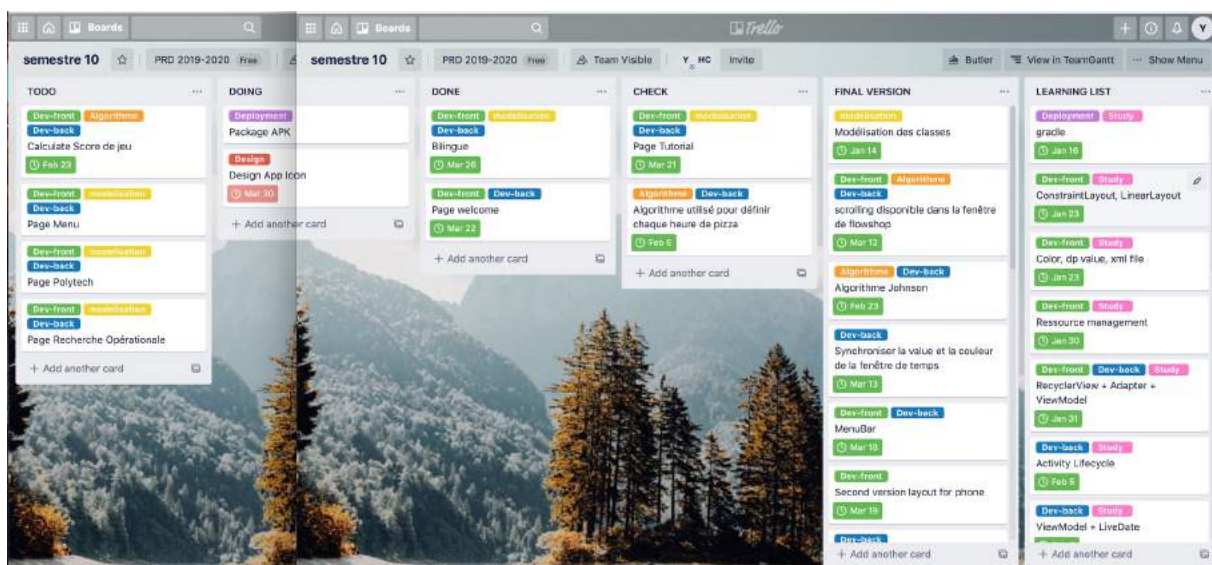 Boards
Boards
Trello
Y
semestre 10
PRD 2019-2020
Free
semestre 10
PRD 2019-2020
Free
Team Visible
Y
HC
Invite
Butler
View in TeamGantt
Show Menu
TODO
Dev-front Algorithme
Dev-back
Calculate Score de jeu
Feb 23
Dev-front modélisation
Dev-back
Page Menu
Dev-front modélisation
Dev-back
Page Polytech
Dev-front modélisation
Dev-back
Page Recherche Opérationale
+ Add another card
DOING
Deployment
Package APK
Design
Design App Icon
Mar 30
+ Add another card
DONE
Dev-front modélisation
Dev-back
Bilingue
Mar 26
Dev-front Dev-back
Page welcome
Mar 22
+ Add another card
CHECK
Dev-front modélisation
Dev-back
Page Tutorial
Mar 21
Algorithme Dev-back
Algorithme utilisé pour définir
chaque heure de pizza
Feb 5
+ Add another card
FINAL VERSION
modélisation
Modélisation des classes
Jan 14
Dev-front Algorithme
Dev-back
scrolling disponible dans la fenêtre
de flowshop
Mar 12
Algorithme Dev-back
Algorithme Johnson
Feb 23
Dev-back
Synchroniser la value et la couleur
de la fenêtre de temps
Mar 13
Dev-front Dev-back
MenuBar
Dev-front
Second version layout for phone
Mar 19
Dev-back
+ Add another card
LEARNING LIST
Deployment Study
gradle
Jan 16
Dev-front Study
ConstraintLayout, LinearLayout
Jan 23
Dev-front Study
Color, dp value, xml file
Jan 23
Dev-front Study
Ressource management
Jan 30
Dev-front Dev-back Study
RecyclerView + Adapter +
ViewModel
Jan 31
Dev-back Study
Activity Lifecycle
Feb 5
Dev-back Study
ViewModel + LiveDate
+ Add another card